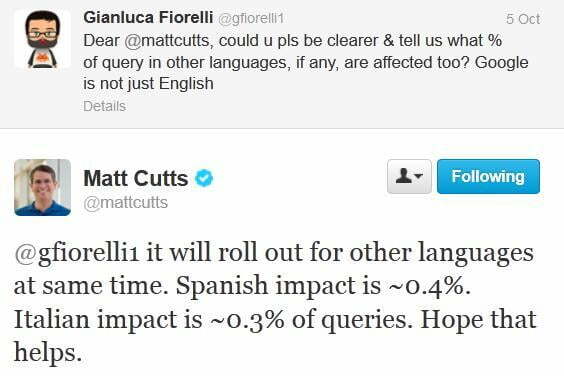 Gianluca Fiorelli @gfiorelli1 5 Oct
Dear @mattcutts, could u pls be clearer & tell us what %
of query in other languages, if any, are affected too? Google
is not just English
Details
Matt Cutts
@mattcutts
Following
@gfiorelli1 it will roll out for other languages
at same time. Spanish impact is ~0.4%.
Italian impact is ~0.3% of queries. Hope that
helps.